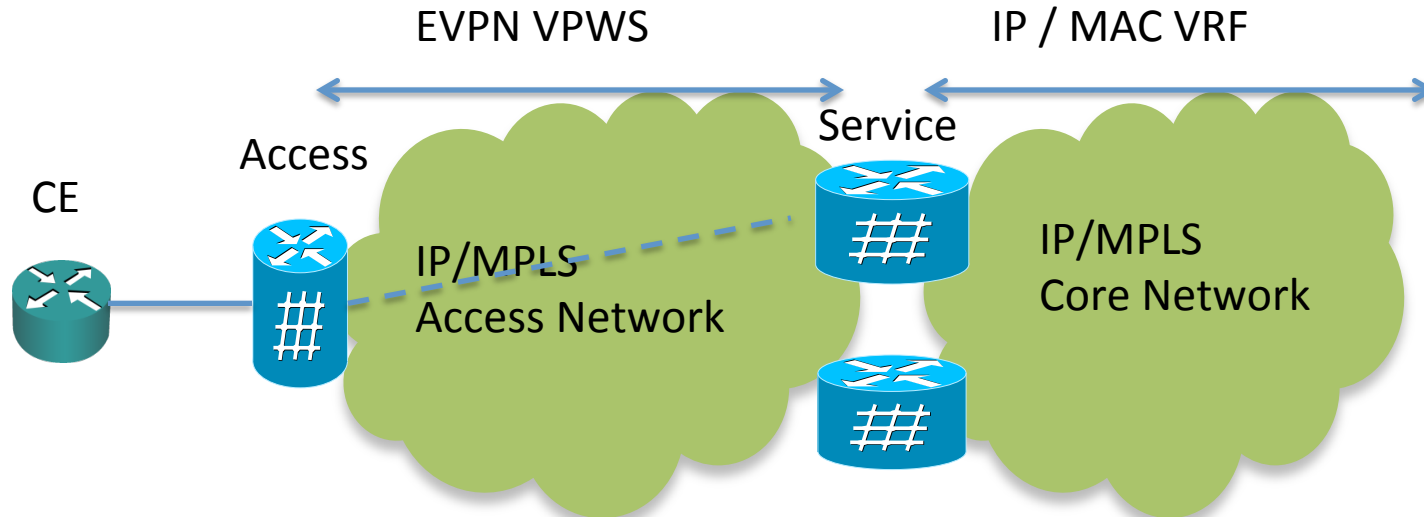 EVPN VPWS
IP / MAC VRF
Service
Access
CE
IP/MPLS
Access Network
IP/MPLS
Core Network